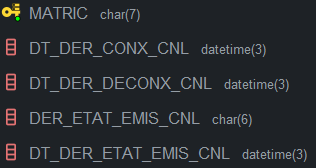 MATRIC char(7)
DT_DER_CONX_CNL datetime(3)
DT_DER_DECONX_CNL datetime(3)
DER_ETAT_EMIS_CNL char(6)
DT_DER_ETAT_EMIS_CNL datetime(3)